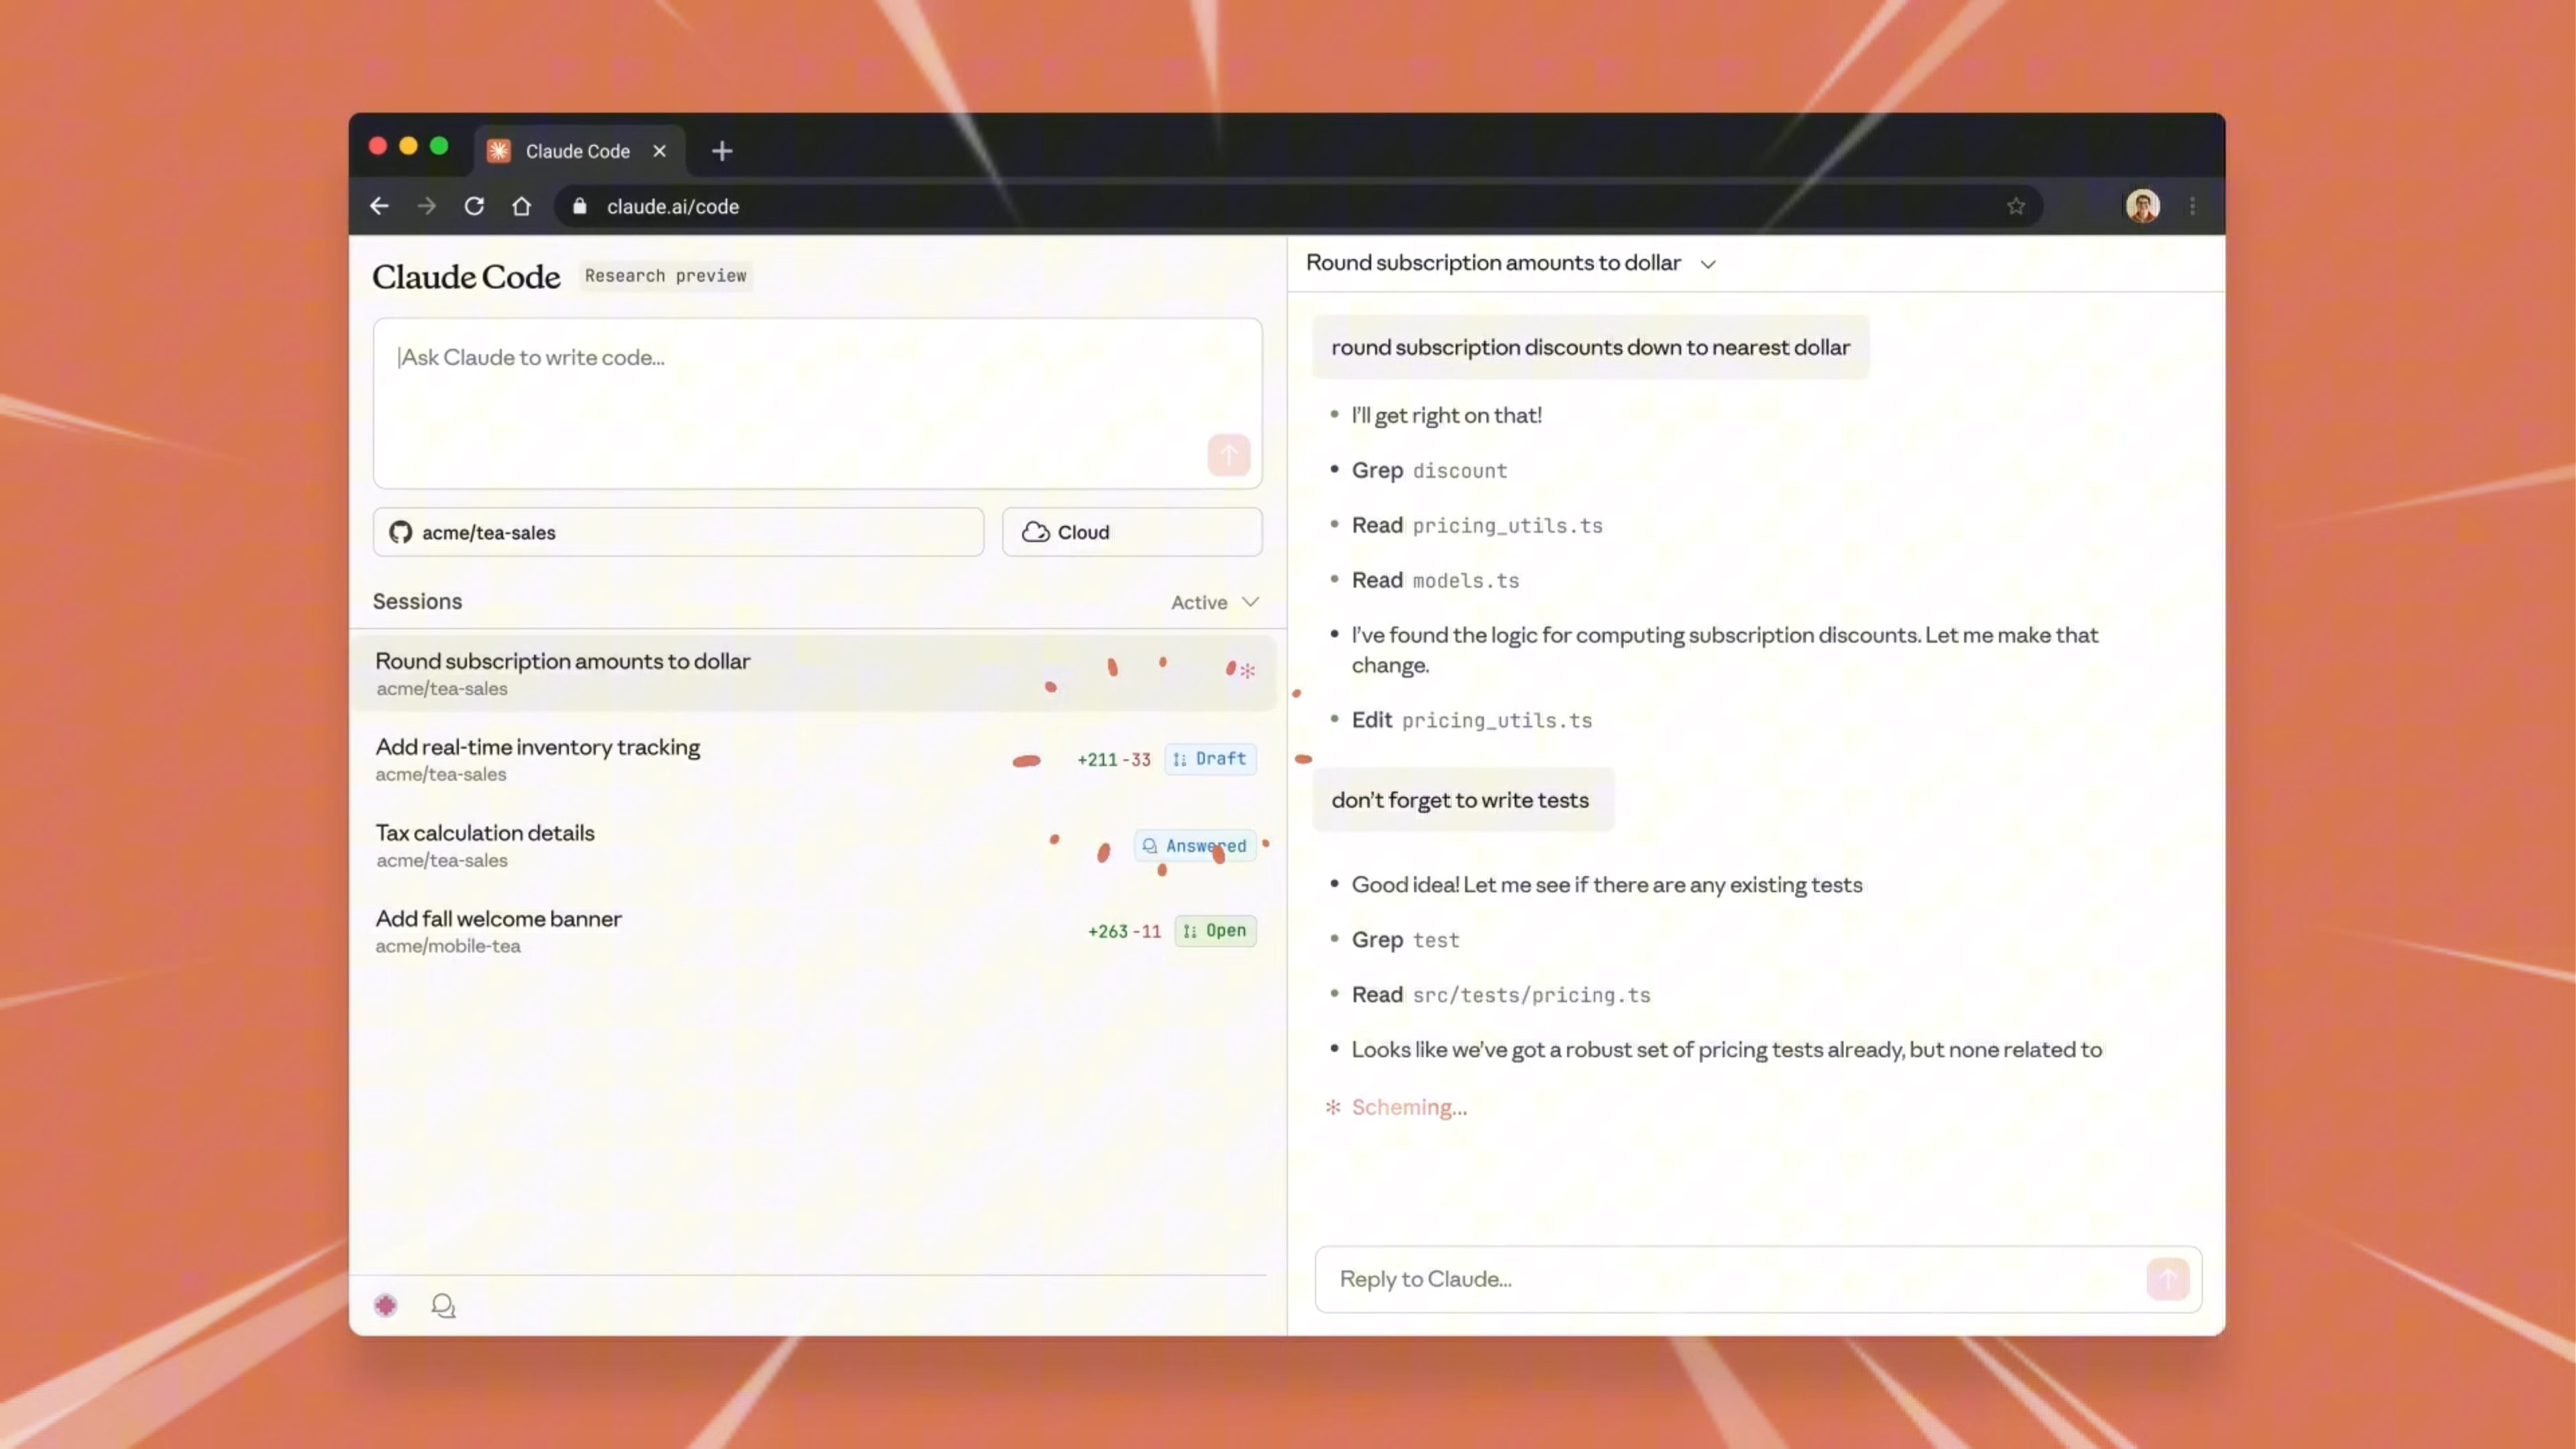 Claude Code
claude.ai/code
Claude Code
Research preview
Ask Claude to write code...
acme/tea-sales
Cloud
Sessions
Active
Round subscription amounts to dollar
acme/tea-sales
Add real-time inventory tracking
acme/tea-sales
+211 -33
Draft
Tax calculation details
acme/tea-sales
Answered
Add fall welcome banner
acme/mobile-tea
+263 -11
Open
Round subscription amounts to dollar
round subscription discounts down to nearest dollar
I’ll get right on that!
Grep discount
Read pricing_utils.ts
Read models.ts
I’ve found the logic for computing subscription discounts. Let me make that
change.
Edit pricing_utils.ts
don’t forget to write tests
Good idea! Let me see if there are any existing tests
Grep test
Read src/tests/pricing.ts
Looks like we’ve got a robust set of pricing tests already, but none related to
Scheming...
Reply to Claude...